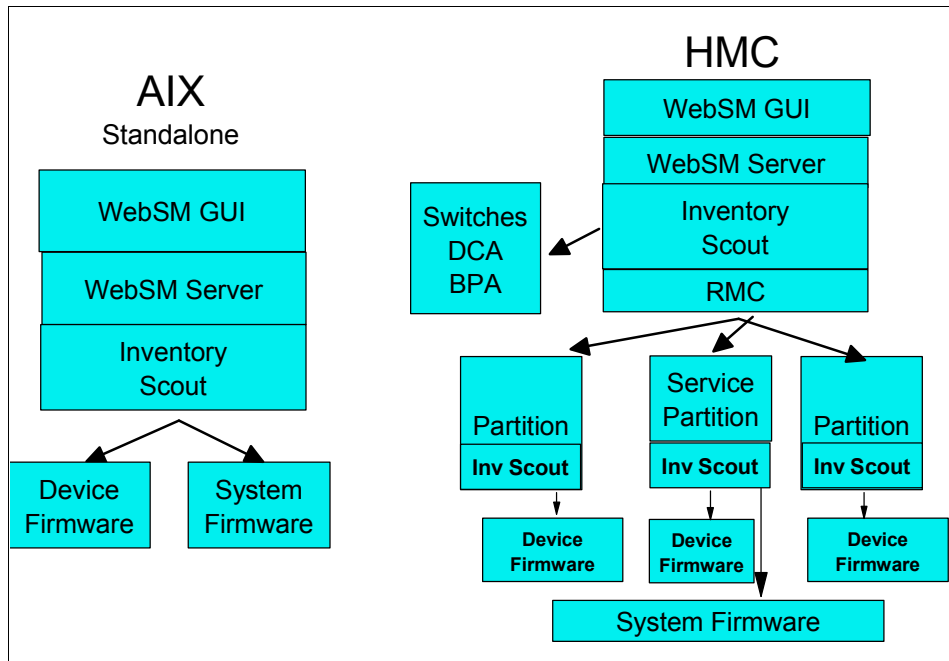 AIX
Standalone
WebSM GUI
WebSM Server
Inventory
Scout
Device
Firmware
System
Firmware
HMC
WebSM GUI
WebSM Server
Inventory
Scout
RMC
Switches
DCA
BPA
Partition
Inv Scout
Device
Firmware
Service
Partition
Inv Scout
Device
Firmware
Partition
Inv Scout
Device
Firmware
System Firmware